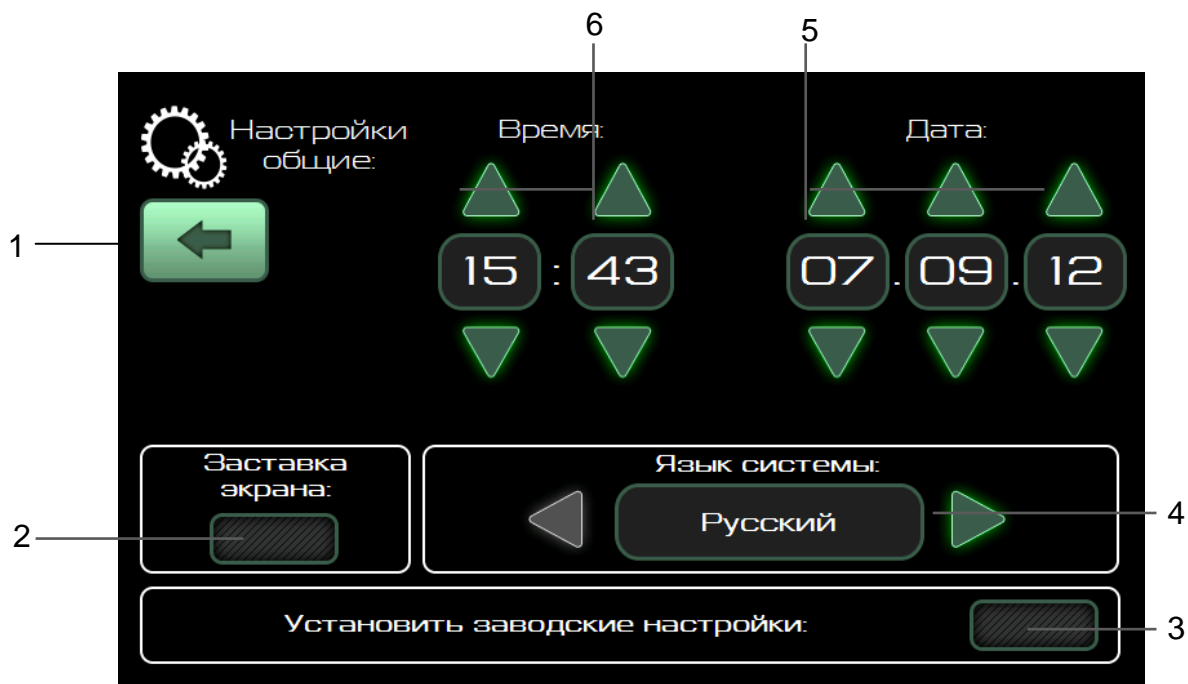 6 5
Настройки общие:
Время:
Дата:
1
15 : 43
07.09.12
Заставка
экрана:
Язык системы:
2
Русский
4
Установить заводские настройки:
3